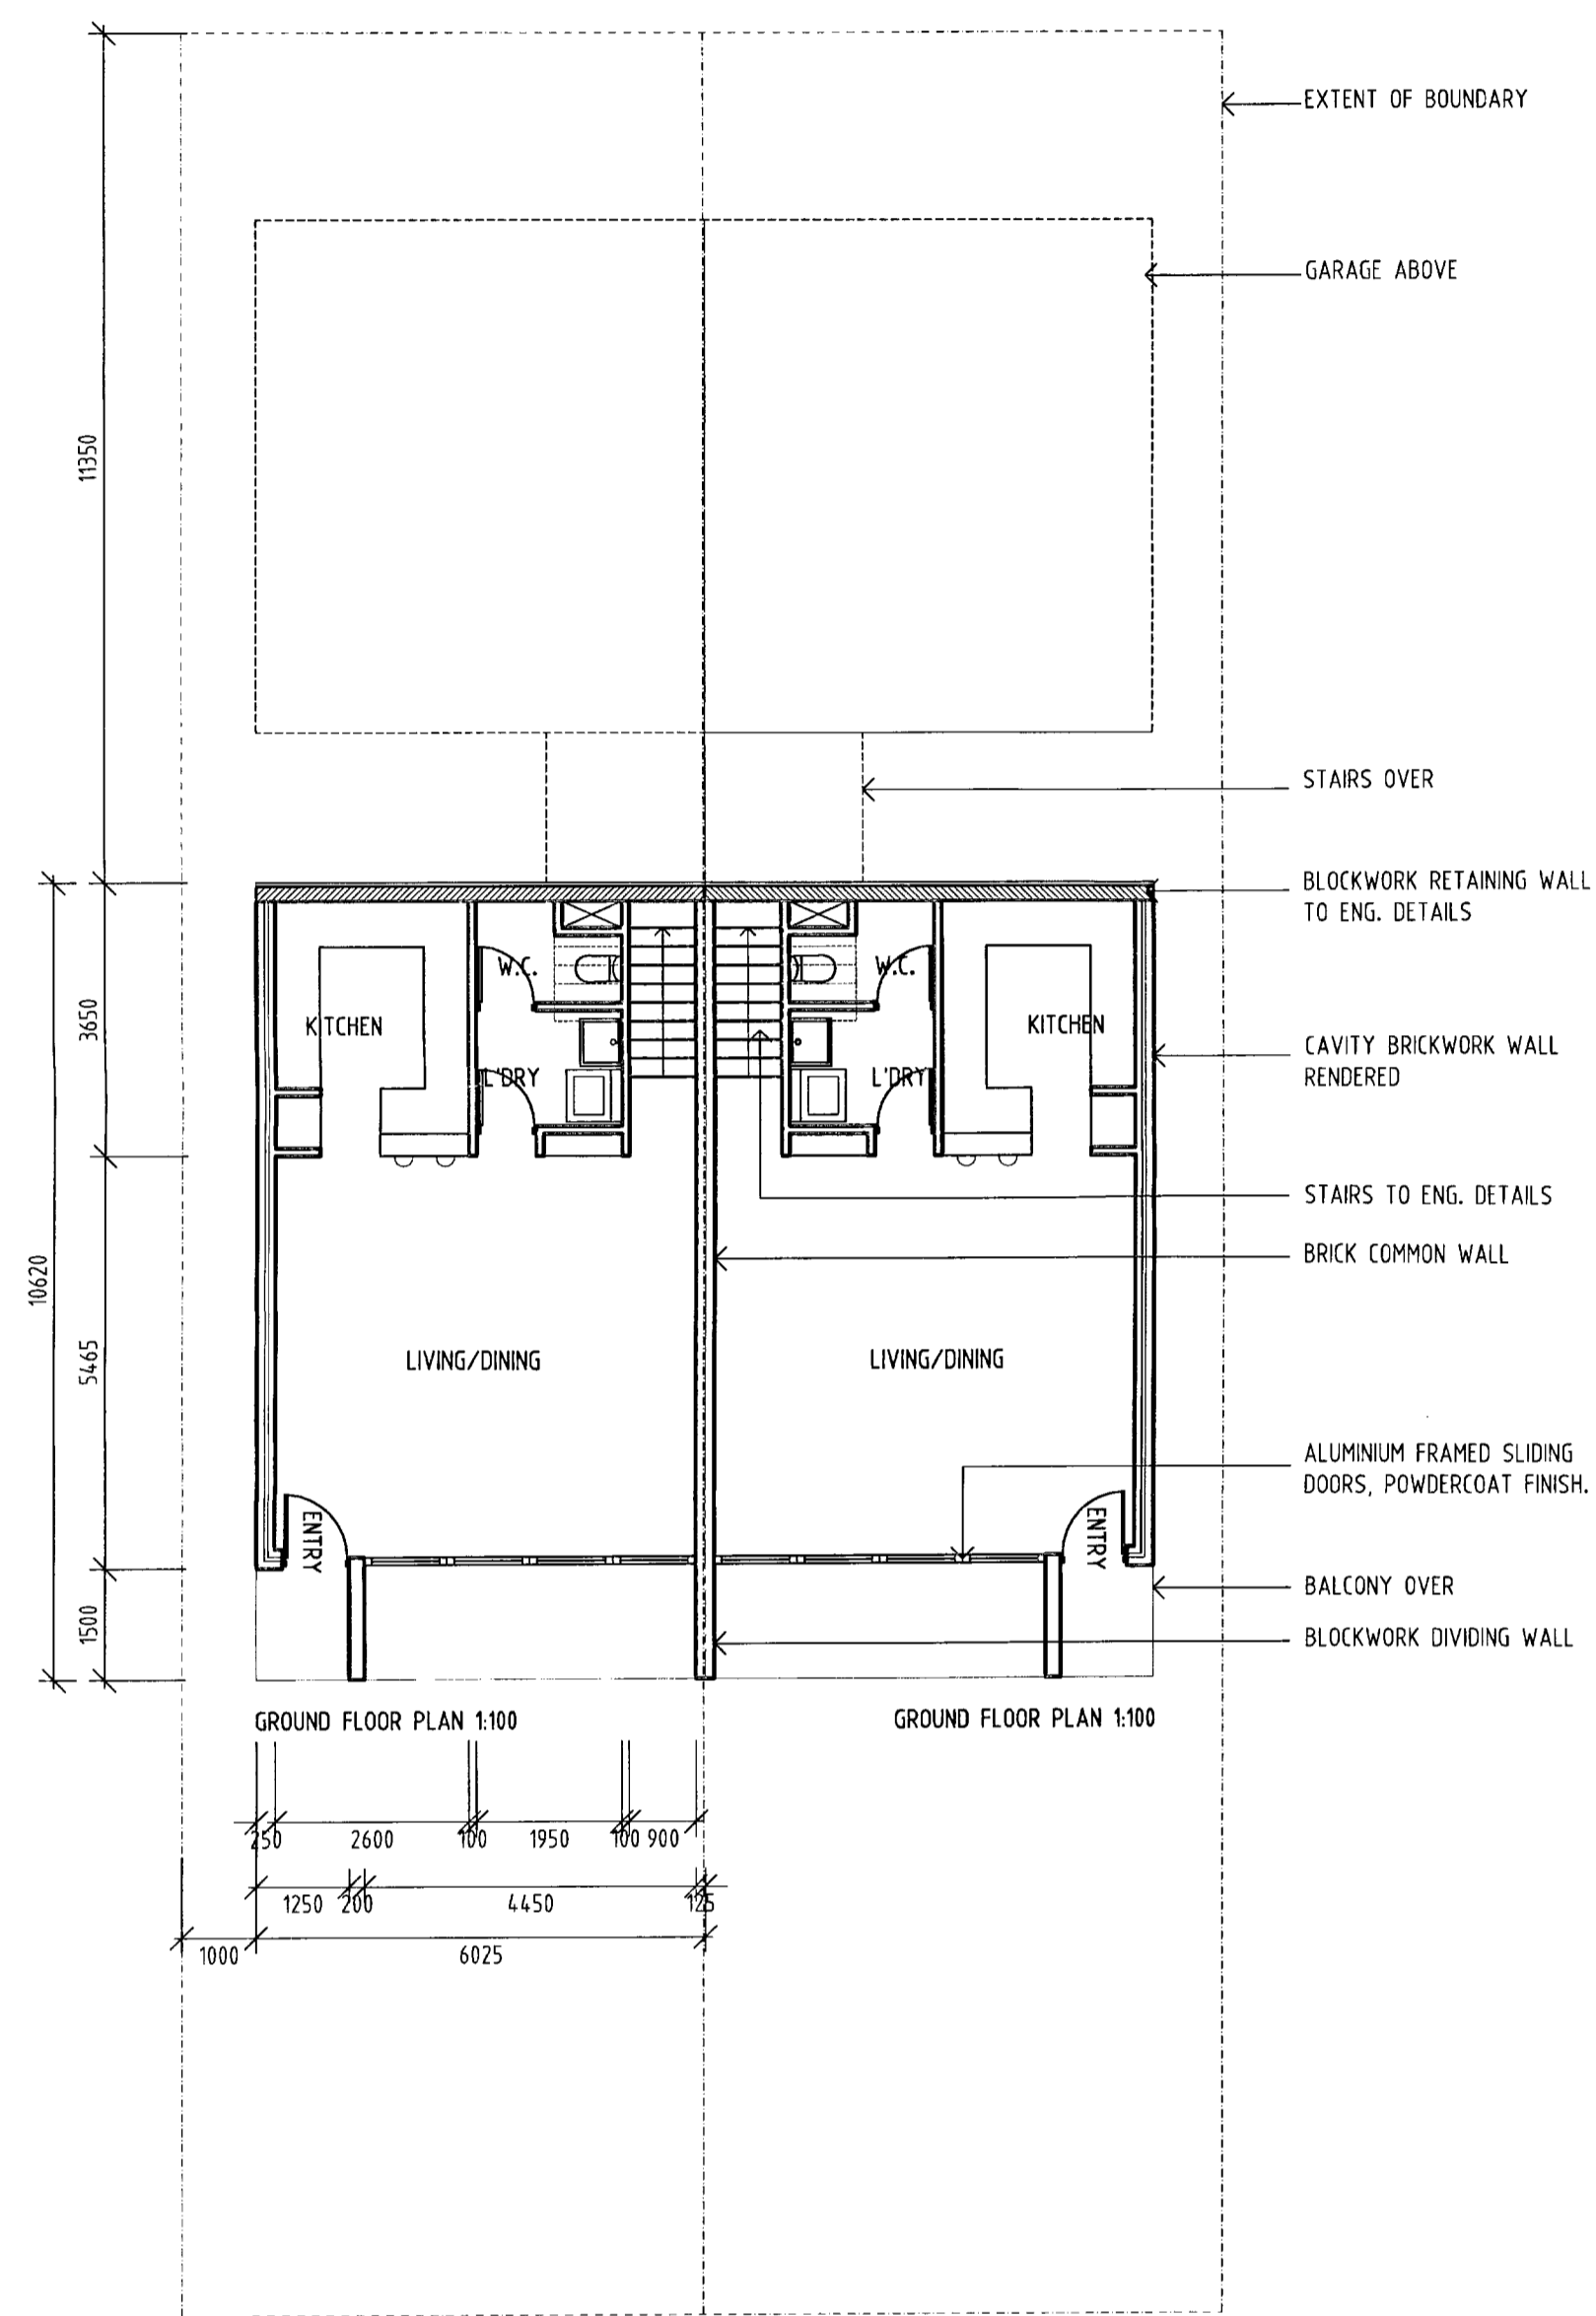 EXTENT OF BOUNDARY
GARAGE ABOVE
11350
STAIRS OVER
BLOCKWORK RETAINING WALL
TO ENG. DETAILS
W.C.
W.C.
3650
KITCHEN
KITCHEN
CAVITY BRICKWORK WALL
RENDERED
L'DRY
L'DRY
STAIRS TO ENG. DETAILS
BRICK COMMON WALL
10620
5465
LIVING/DINING
LIVING/DINING
ALUMINIUM FRAMED SLIDING
DOORS, POWDERCOAT FINISH.
ENTRY
ENTRY
BALCONY OVER
1500
BLOCKWORK DIVIDING WALL
GROUND FLOOR PLAN 1:100
GROUND FLOOR PLAN 1:100
250 2600 100 1950 100 900
1250 200 4450 125
1000 6025